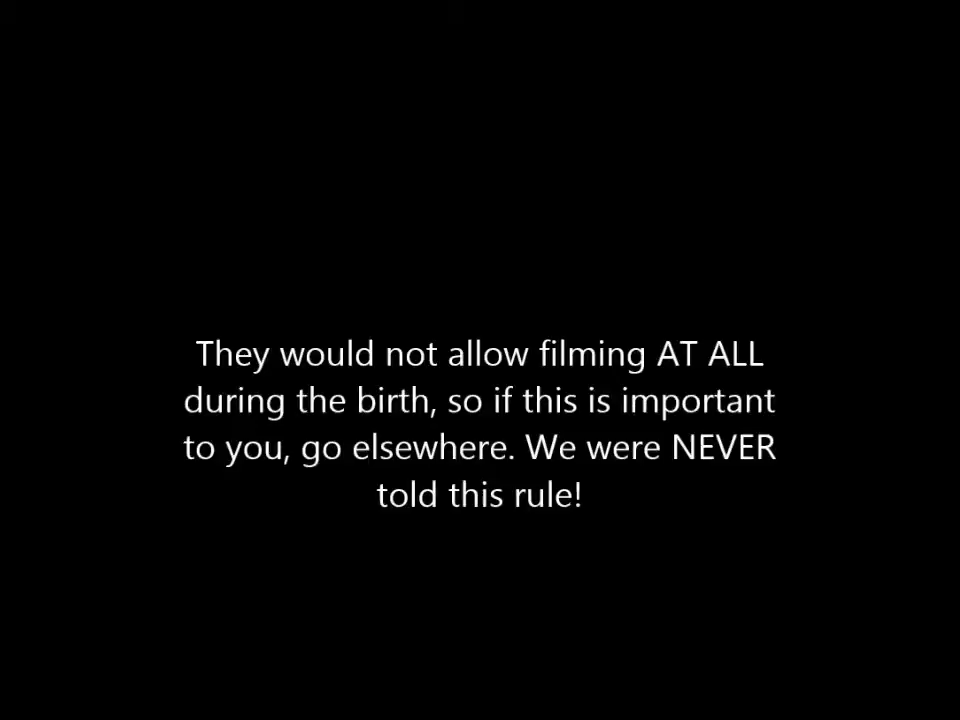 They would not allow filming AT ALL
during the birth, so if this is important
to you, go elsewhere. We were NEVER
told this rule!